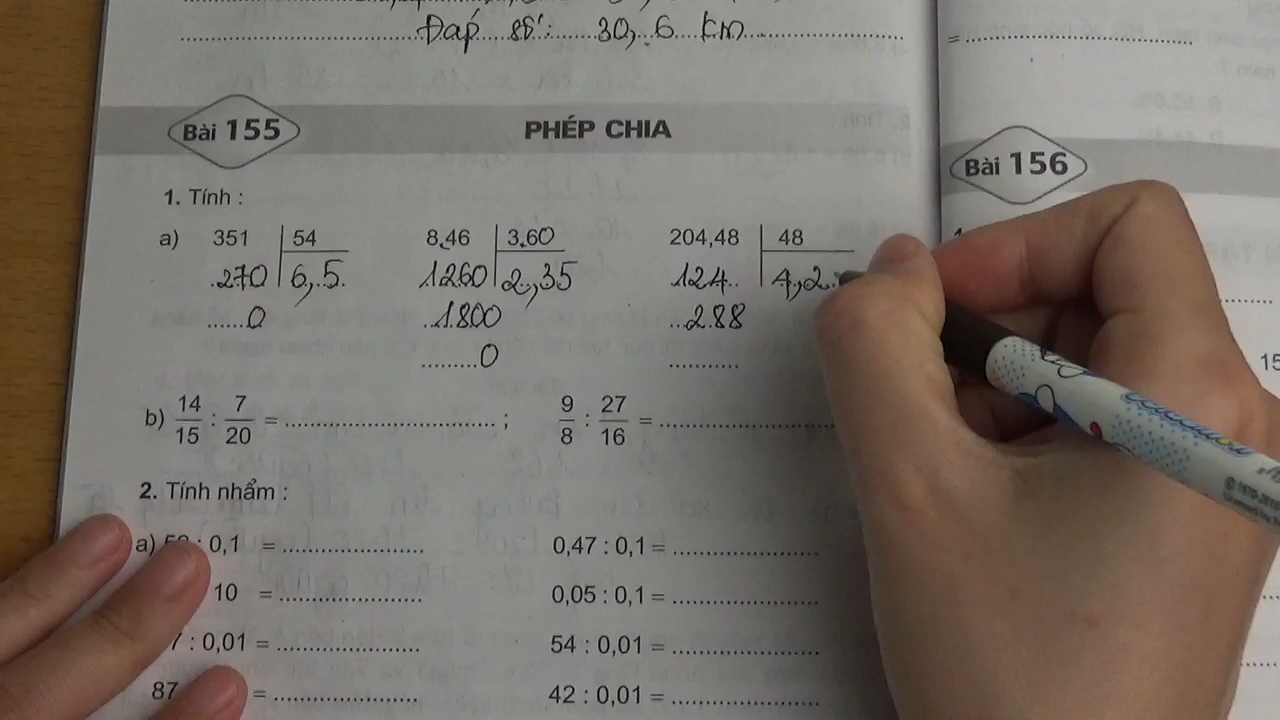 Đáp số: 30,6 km
= ................
Bài 155 PHÉP CHIA
Bài 156
1. Tính :
a) 351 54 8,46 3,60 204,48 48
270 6,5 1260 2,35 124 4,2
0 1800 288
0
b) 14/15 : 7/20 = ................ ; 9/8 : 27/16 = ................
2. Tính nhẩm :
a) : 0,1 = ................ 0,47 : 0,1 = ................
10 = ................ 0,05 : 0,1 = ................
7 : 0,01 = ................ 54 : 0,01 = ................
87 = ................ 42 : 0,01 = ................
15